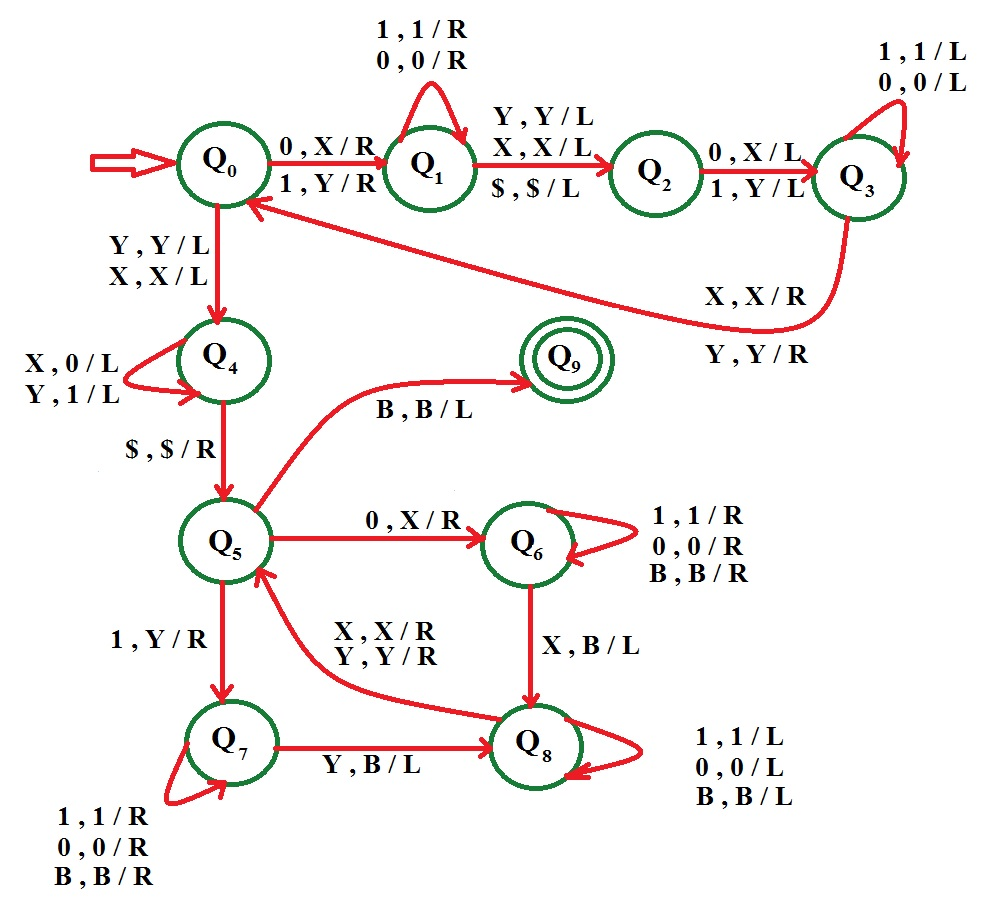 1 , 1 / R
0 , 0 / R
1 , 1 / L
0 , 0 / L
Q0
0 , X / R
1 , Y / R
Q1
Y , Y / L
X , X / L
$ , $ / L
Q2
0 , X / L
1 , Y / L
Q3
Y , Y / L
X , X / L
X , X / R
Y , Y / R
X , 0 / L
Y , 1 / L
Q4
Q9
B , B / L
$ , $ / R
Q5
0 , X / R
Q6
1 , 1 / R
0 , 0 / R
B , B / R
1 , Y / R
X , X / R
Y , Y / R
X , B / L
Q7
Y , B / L
Q8
1 , 1 / L
0 , 0 / L
B , B / L
1 , 1 / R
0 , 0 / R
B , B / R